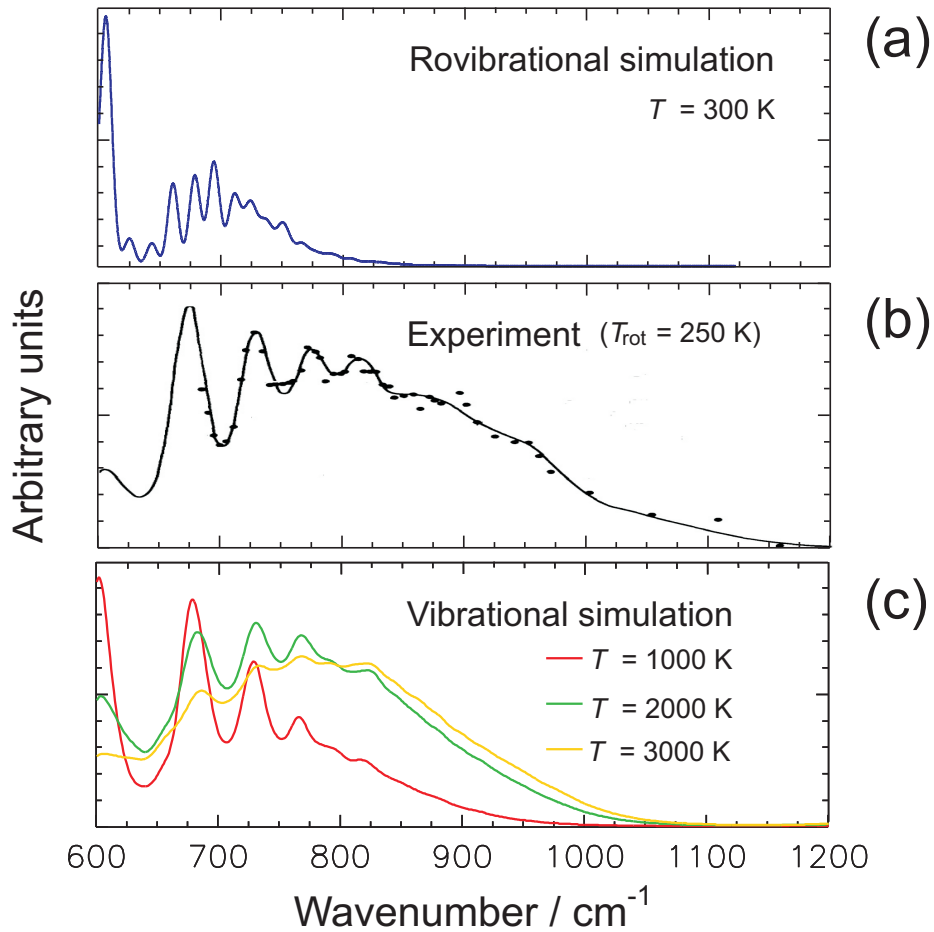 (a)
Rovibrational simulation
T = 300 K
(b)
Experiment (Trot = 250 K)
(c)
Vibrational simulation
T = 1000 K
T = 2000 K
T = 3000 K
Arbitrary units
600 700 800 900 1000 1100 1200
Wavenumber / cm-1